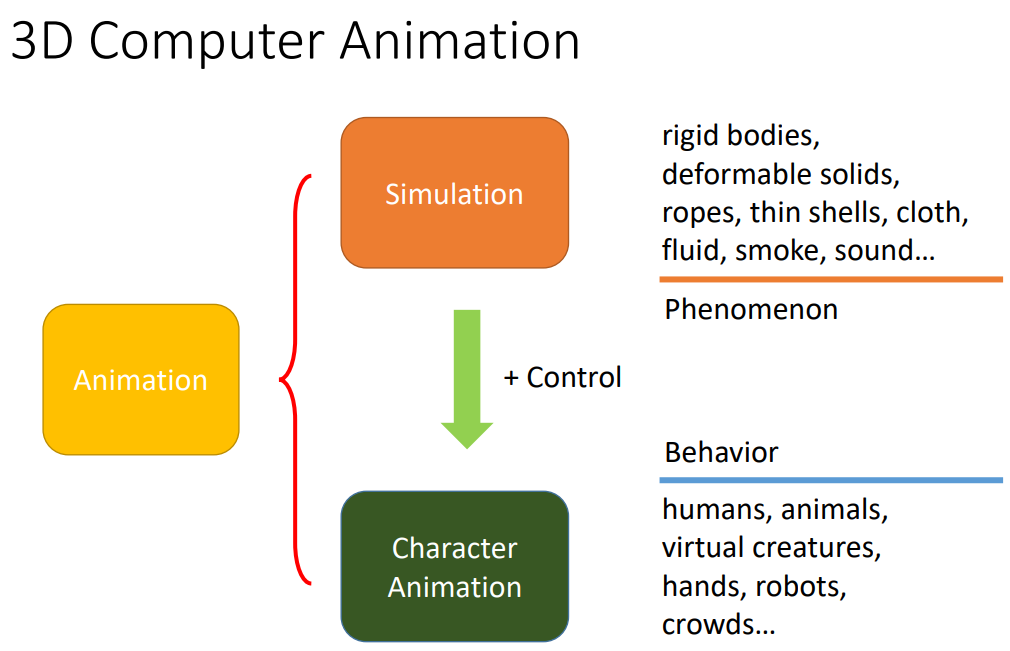 3D Computer Animation
Simulation
rigid bodies,
deformable solids,
ropes, thin shells, cloth,
fluid, smoke, sound...
Phenomenon
Animation
+ Control
Behavior
Character
Animation
humans, animals,
virtual creatures,
hands, robots,
crowds...